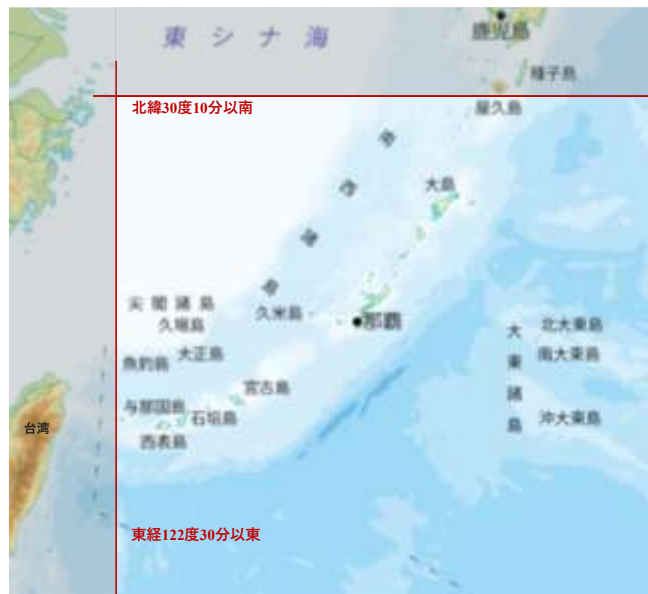 東シナ海
鹿児島
種子島
北緯30度10分以南
屋久島
大島
南西諸島
尖閣諸島
久米島
久場島
那覇
大東諸島
北大東島
大正島
南大東島
魚釣島
宮古島
与那国島
石垣島
沖大東島
台湾
西表島
東経122度30分以東